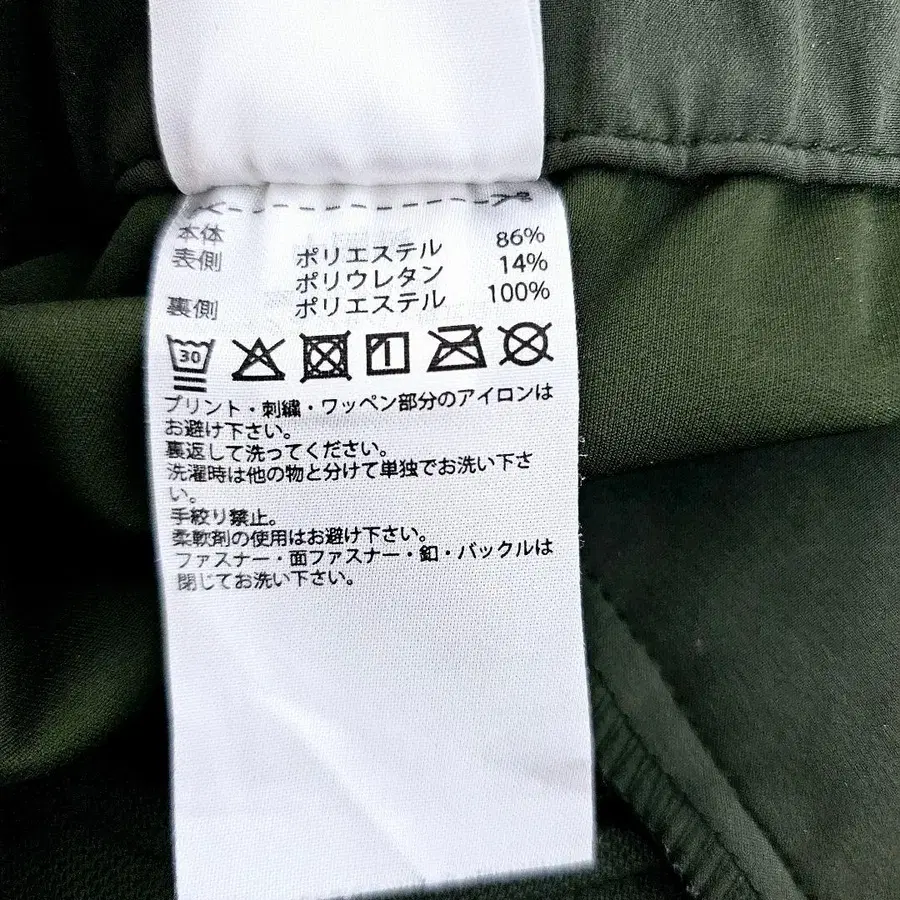 本体
表側 ポリエステル 86%
ポリウレタン 14%
裏側 ポリエステル 100%
30
プリント・刺繍・ワッペン部分のアイロンは
お避け下さい。
裏返して洗ってください。
洗濯時は他の物と分けて単独でお洗い下さ
い。
手絞り禁止。
柔軟剤の使用はお避け下さい。
ファスナー・面ファスナー・釦・バックルは
閉じてお洗い下さい。